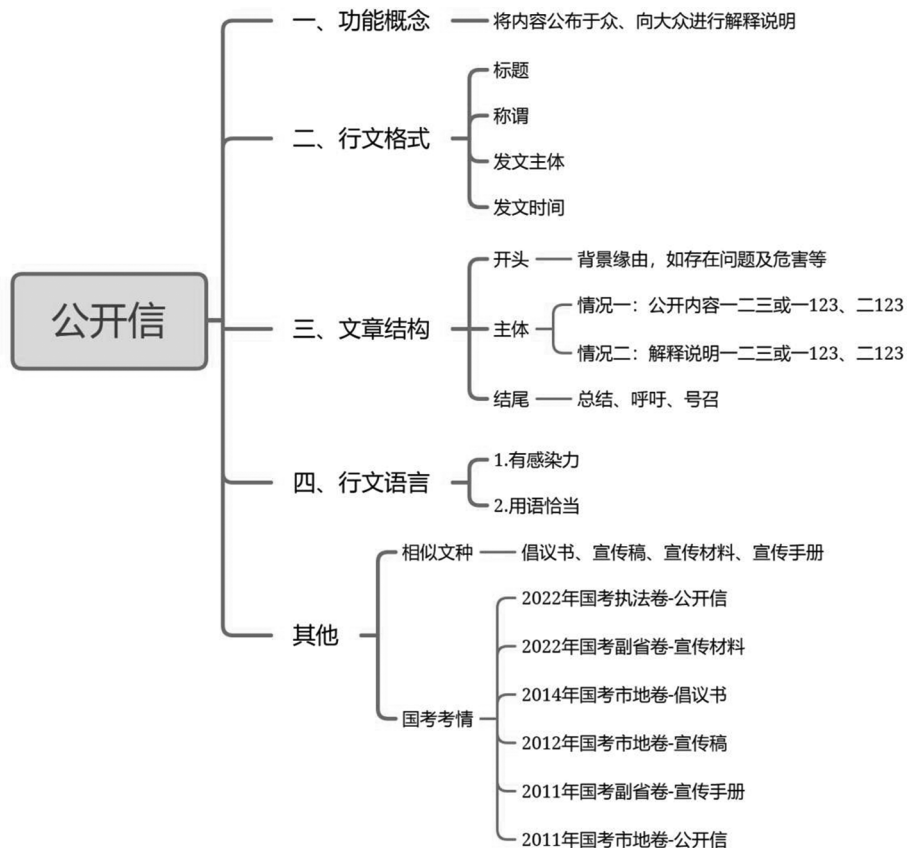 公开信
一、功能概念
将内容公布于众、向大众进行解释说明
二、行文格式
标题
称谓
发文主体
发文时间
三、文章结构
开头
背景缘由，如存在问题及危害等
主体
情况一：公开内容一二三或一123、二123
情况二：解释说明一二三或一123、二123
结尾
总结、呼吁、号召
四、行文语言
1.有感染力
2.用语恰当
其他
相似文种
倡议书、宣传稿、宣传材料、宣传手册
国考考情
2022年国考执法卷-公开信
2022年国考副省卷-宣传材料
2014年国考市地卷-倡议书
2012年国考市地卷-宣传稿
2011年国考副省卷-宣传手册
2011年国考市地卷-公开信